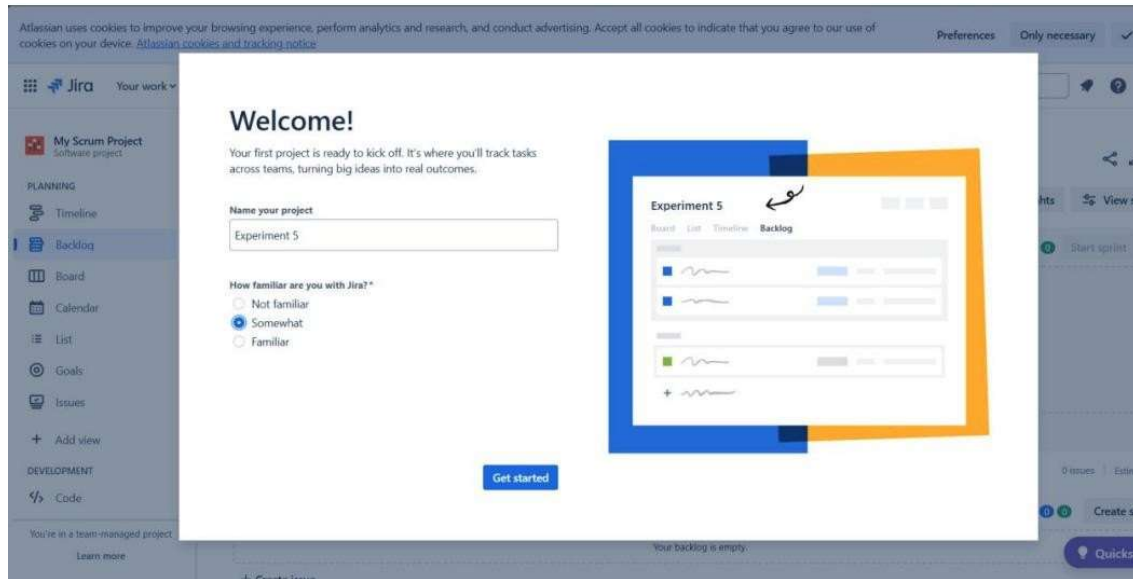 Atlassian uses cookies to improve your browsing experience, perform analytics and research, and conduct advertising. Accept all cookies to indicate that you agree to our use of
cookies on your device. Atlassian cookies and tracking notice
Preferences
Only necessary
Jira
Your work
My Scrum Project
Software project
PLANNING
Timeline
Backlog
Board
Calendar
List
Goals
Issues
+ Add view
DEVELOPMENT
Code
You're in a team-managed project
Learn more
Welcome!
Your first project is ready to kick off. It's where you'll track tasks
across teams, turning big ideas into real outcomes.
Name your project
Experiment 5
How familiar are you with Jira?*
Not familiar
Somewhat
Familiar
Get started
Experiment 5
Board List Timeline Backlog
View
0 Start sprint
0 issues
0 0
Your backlog is empty.
+ Create issue